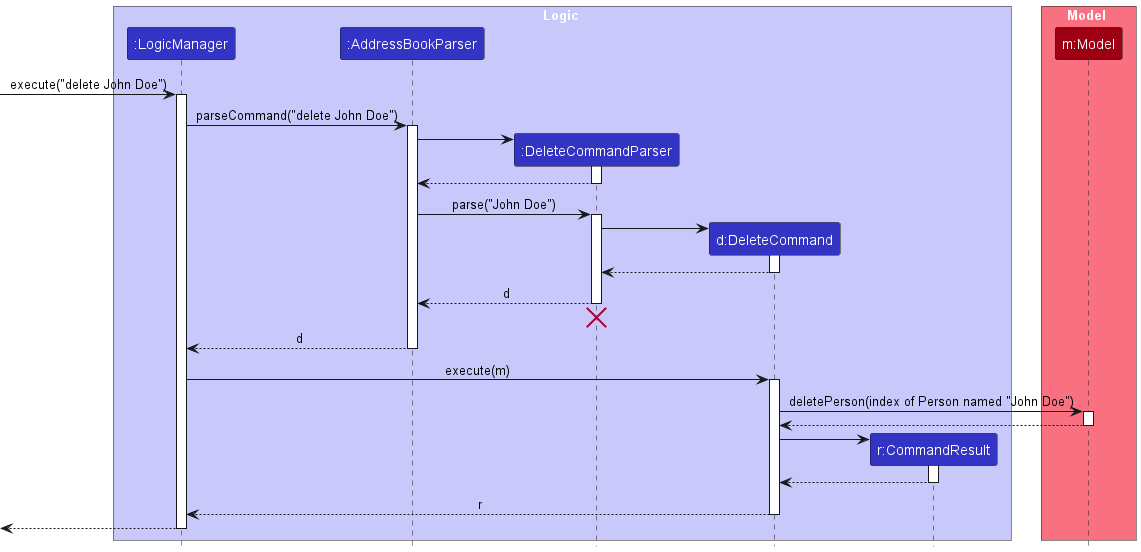 Logic
Model
:LogicManager
:AddressBookParser
m:Model
execute("delete John Doe")
parseCommand("delete John Doe")
:DeleteCommandParser
parse("John Doe")
d:DeleteCommand
d
d
execute(m)
deletePerson(index of Person named "John Doe")
r:CommandResult
r